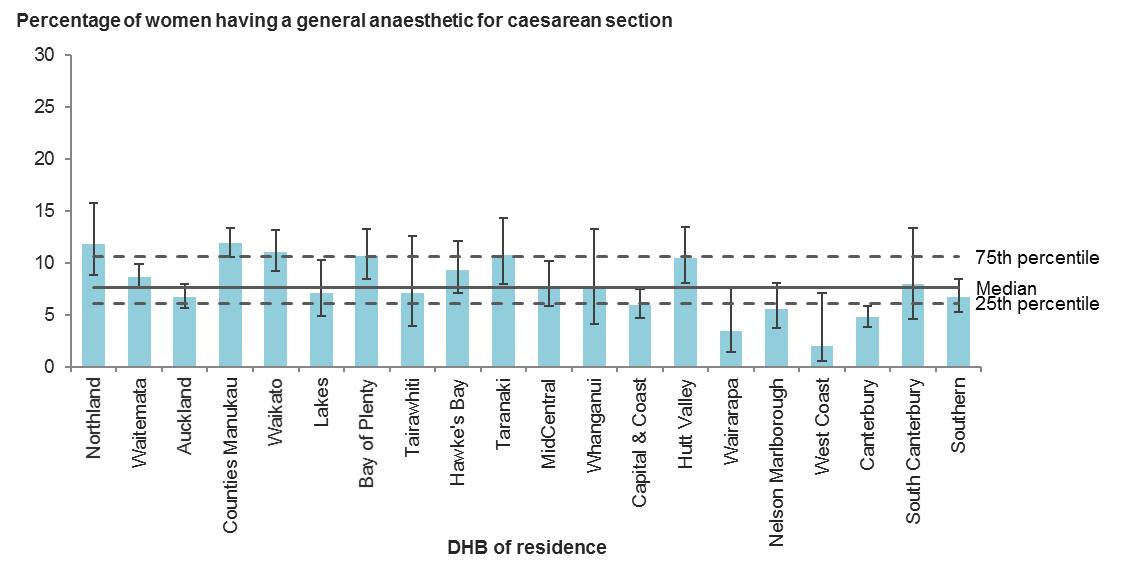 Percentage of women having a general anaesthetic for caesarean section
30
25
20
15
10
5
0
75th percentile
Median
25th percentile
Northland
Waitemata
Auckland
Counties Manukau
Waikato
Lakes
Bay of Plenty
Tairawhiti
Hawke's Bay
Taranaki
MidCentral
Whanganui
Capital & Coast
Hutt Valley
Wairarapa
Nelson Marlborough
West Coast
Canterbury
South Canterbury
Southern
DHB of residence